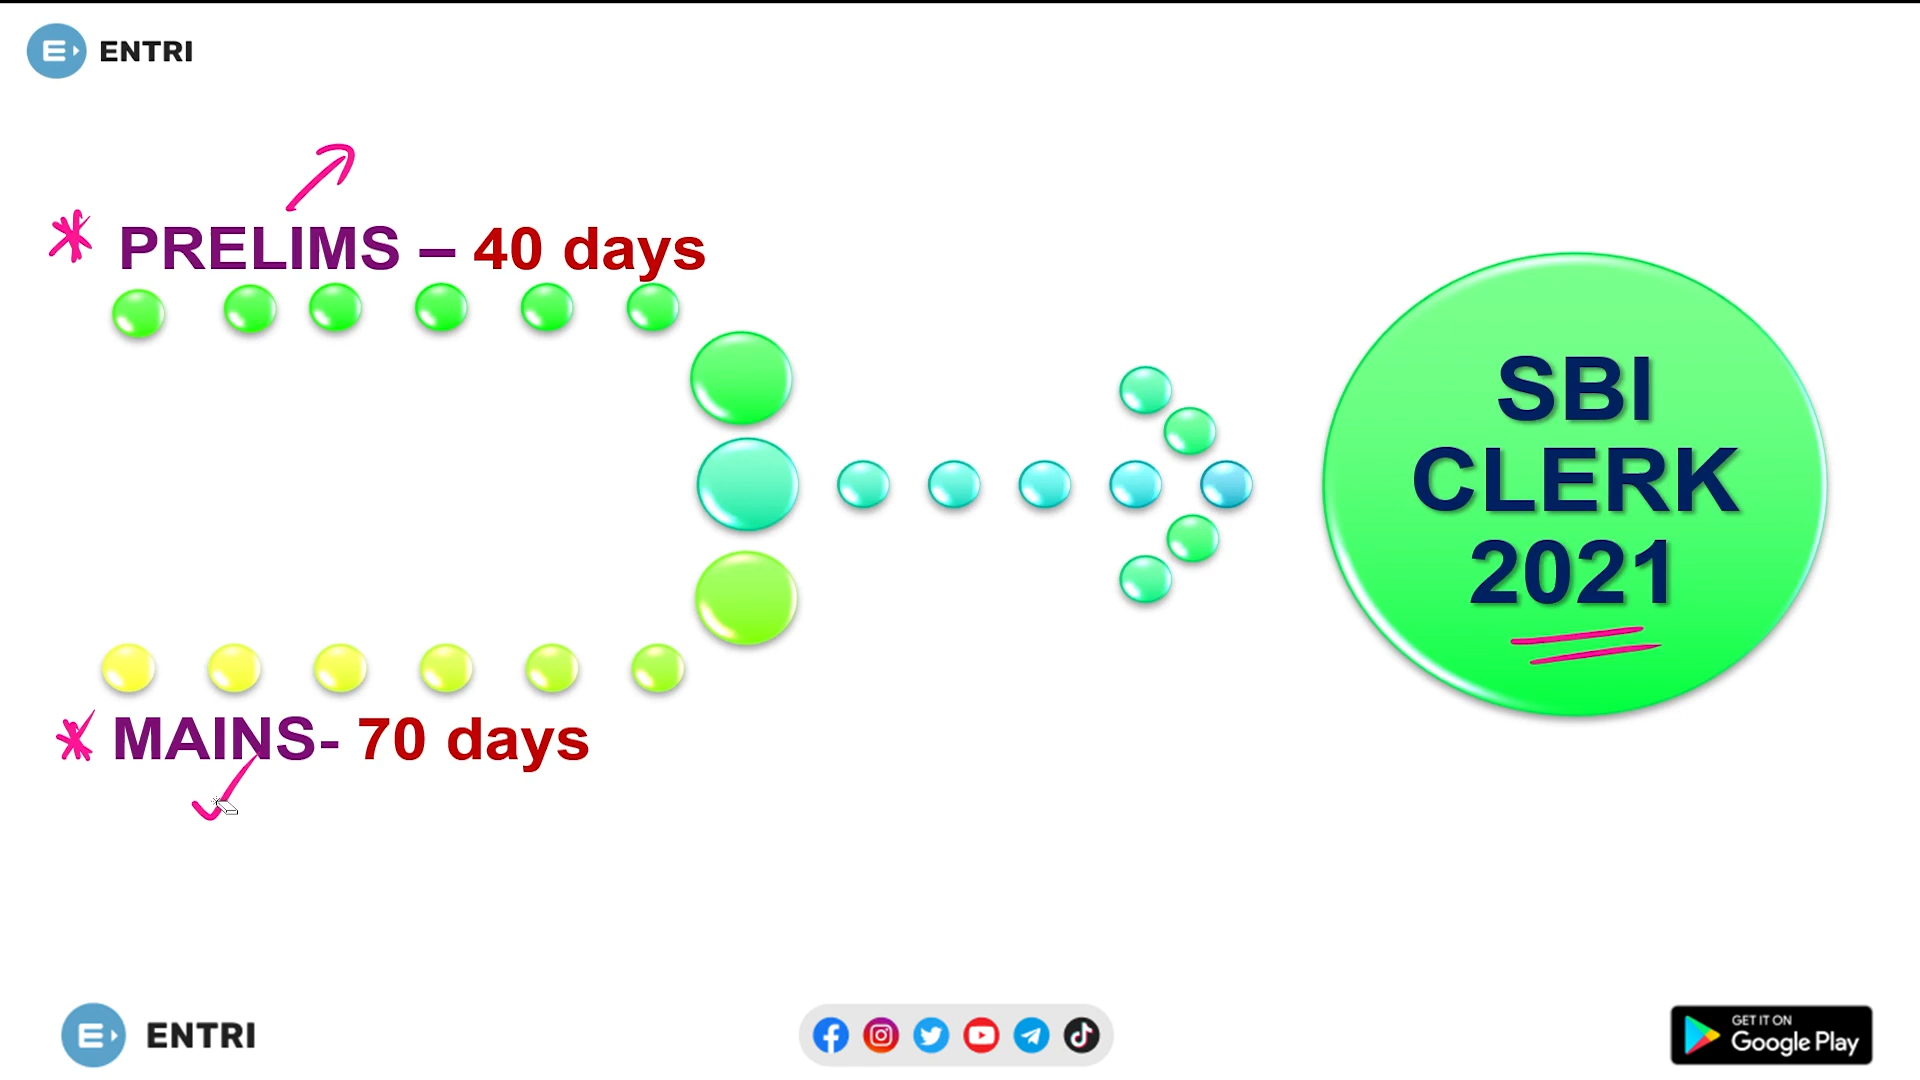 ENTRI
PRELIMS – 40 days
SBI
CLERK
2021
MAINS- 70 days
ENTRI
GET IT ON
Google Play